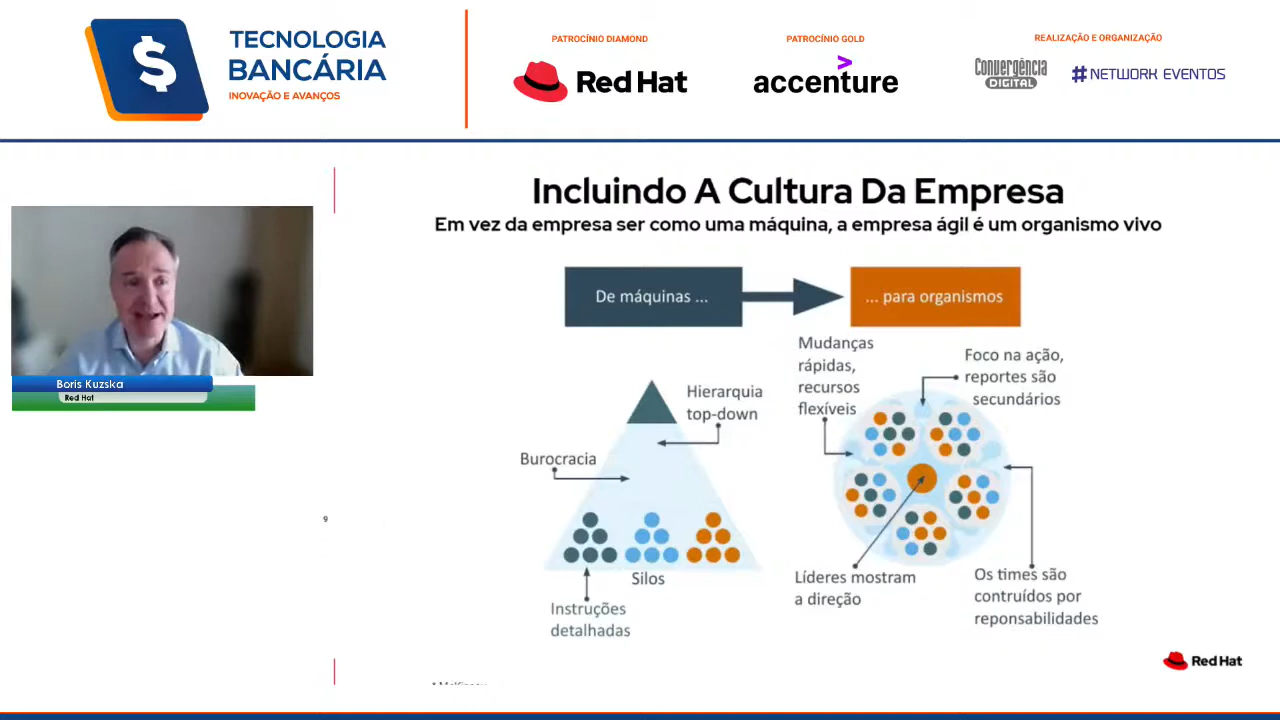 $
TECNOLOGIA
BANCÁRIA
INOVAÇÃO E AVANÇOS
PATROCÍNIO DIAMOND
Red Hat
PATROCÍNIO GOLD
accenture
REALIZAÇÃO E ORGANIZAÇÃO
Convergência
DIGITAL
#NETWORK EVENTOS
Boris Kuzska
Red Hat
Incluindo A Cultura Da Empresa
Em vez da empresa ser como uma máquina, a empresa ágil é um organismo vivo
De máquinas ...
... para organismos
Hierarquia
top-down
Burocracia
Silos
Instruções
detalhadas
Mudanças
rápidas,
recursos
flexíveis
Foco na ação,
reportes são
secundários
Líderes mostram
a direção
Os times são
contruídos por
reponsabilidades
9
Red Hat